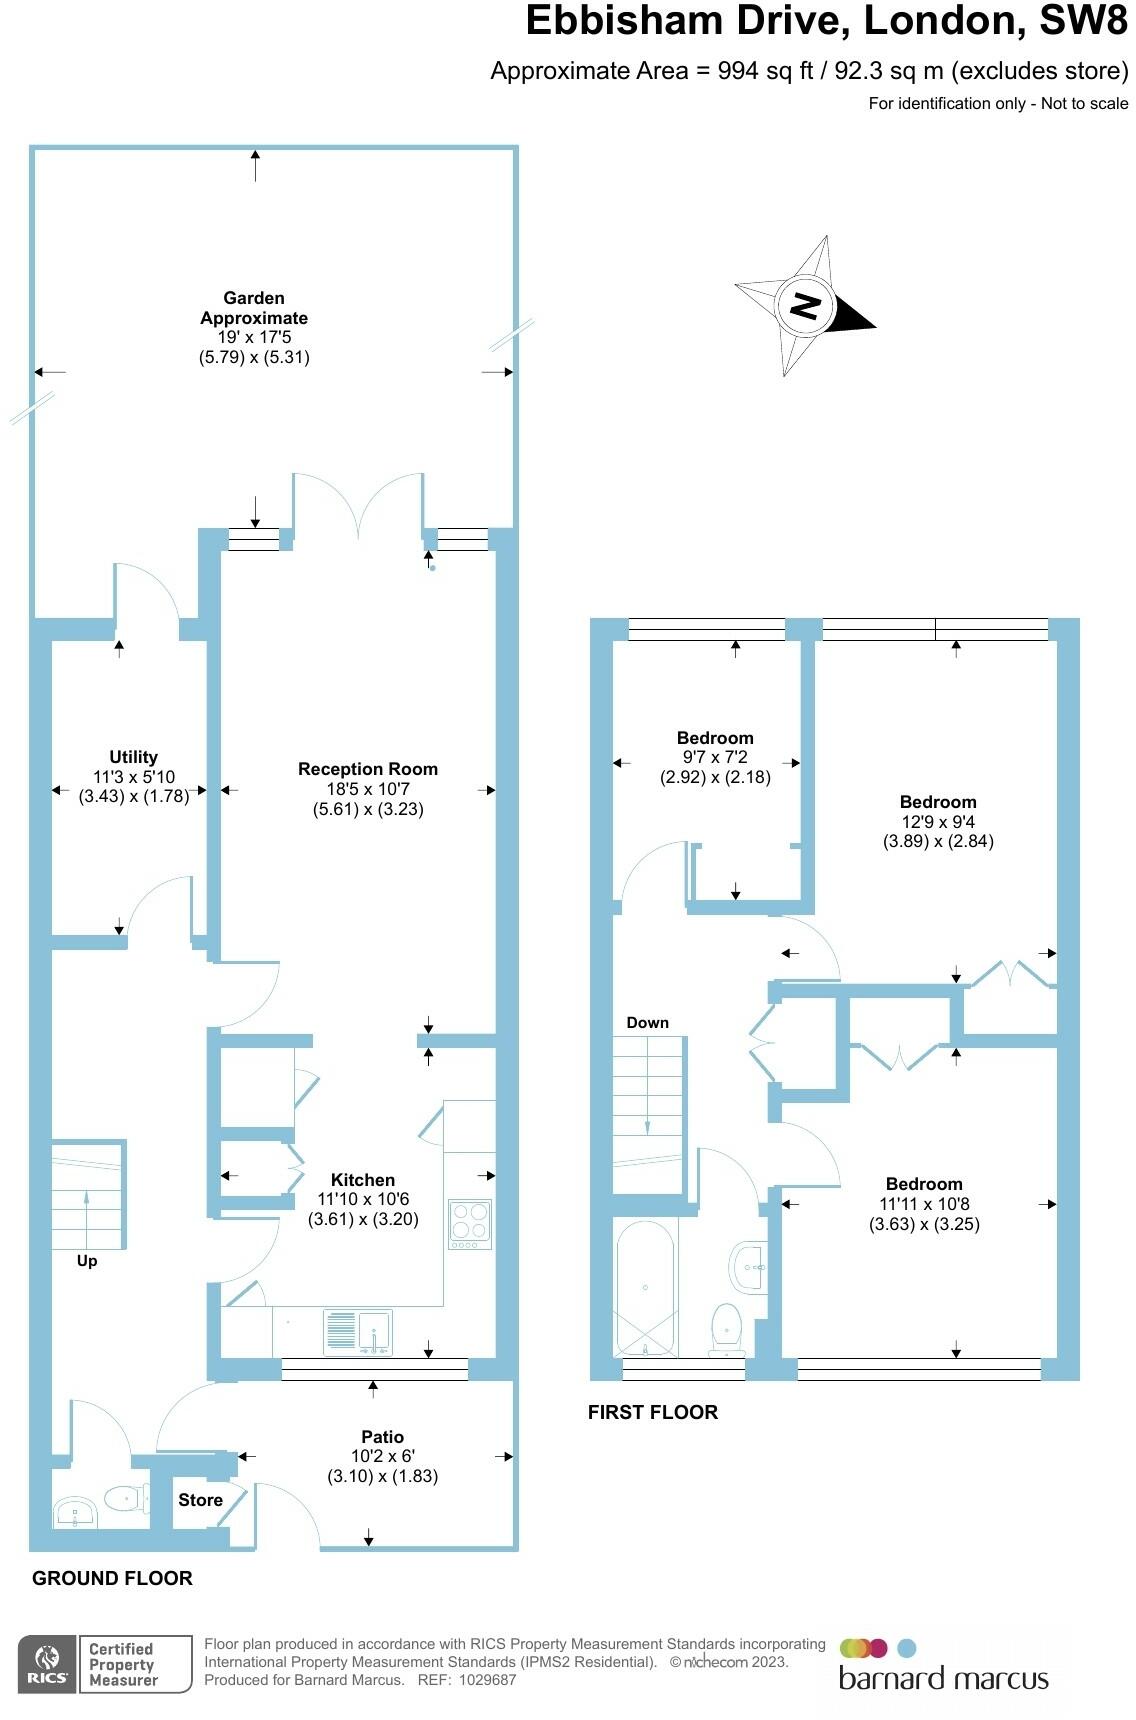 Ebbisham Drive, London, SW8
Approximate Area = 994 sq ft / 92.3 sq m (excludes store)
For identification only - Not to scale
Garden
Approximate
19' x 17'5
(5.79) x (5.31)
N
Utility
11'3 x 5'10
(3.43) x (1.78)
Reception Room
18'5 x 10'7
(5.61) x (3.23)
Bedroom
9'7 x 7'2
(2.92) x (2.18)
Bedroom
12'9 x 9'4
(3.89) x (2.84)
Down
Kitchen
11'10 x 10'6
(3.61) x (3.20)
Up
Bedroom
11'11 x 10'8
(3.63) x (3.25)
Patio
10'2 x 6'
(3.10) x (1.83)
Store
FIRST FLOOR
GROUND FLOOR
RICS
Certified
Property
Measurer
Floor plan produced in accordance with RICS Property Measurement Standards incorporating
International Property Measurement Standards (IPMS2 Residential). © nichecom 2023.
Produced for Barnard Marcus. REF: 1029687
barnard marcus